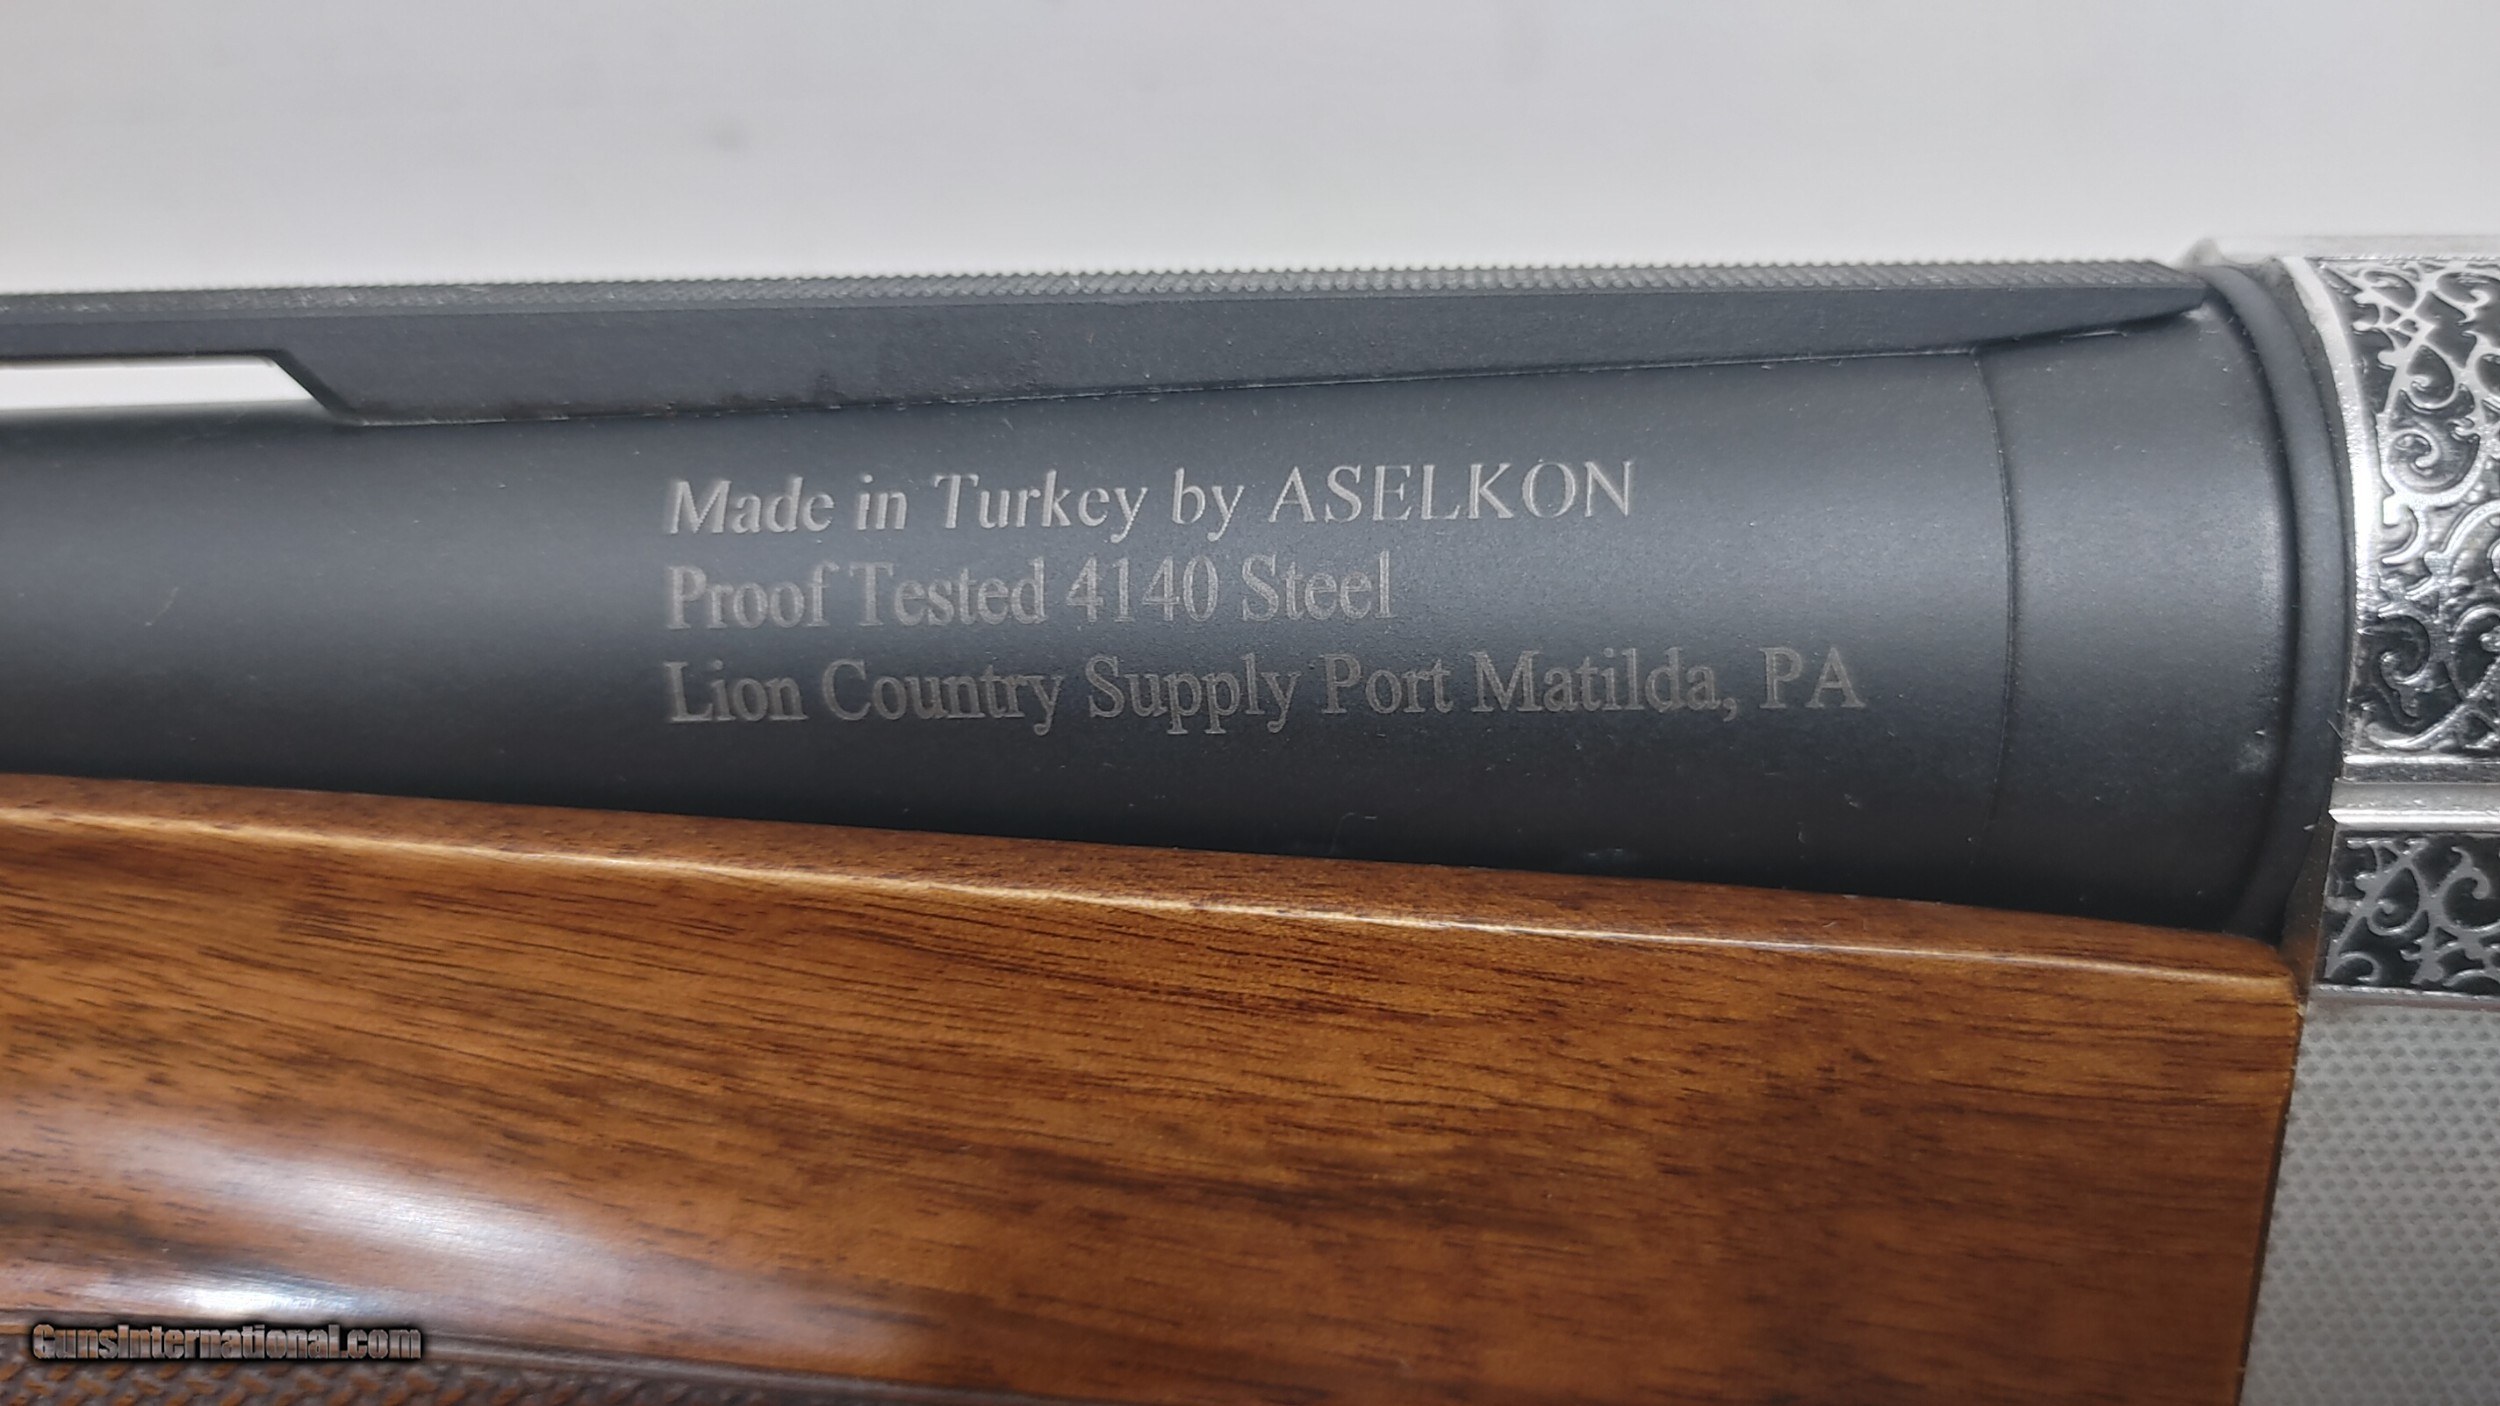 Made in Turkey by ASELKON
Proof Tested 4140 Steel
Lion Country Supply Port Matilda, PA
GunsInternational.com